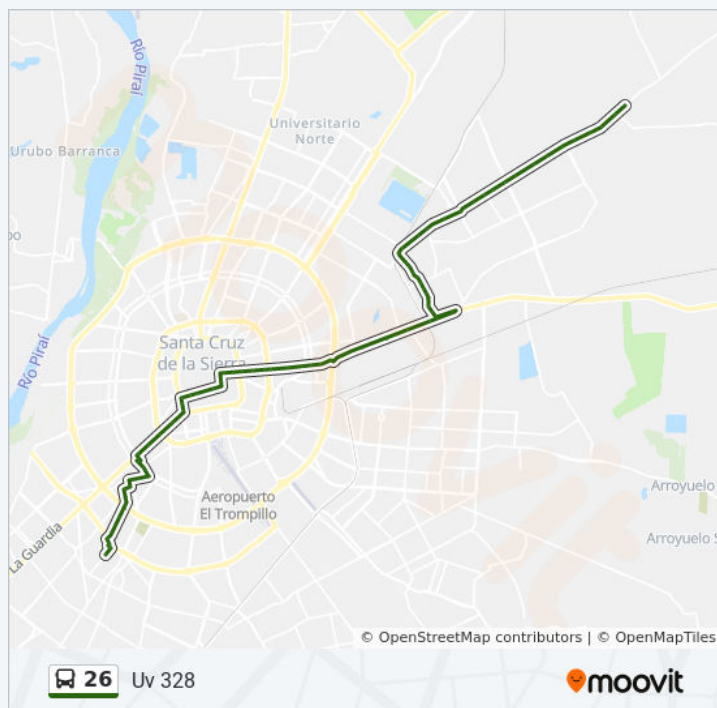 Río Piraí
Universitario
Norte
Urubo Barranca
Santa Cruz
de la Sierra
Río Piraí
Aeropuerto
El Trompillo
La Guardia
Arroyuelo
Arroyuelo S
© OpenStreetMap contributors | © OpenMapTiles
26 Uv 328
moovit